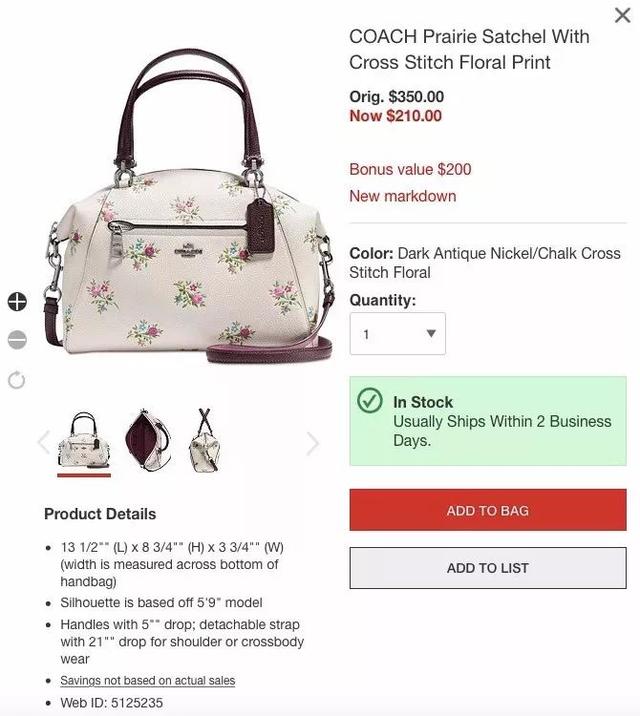 COACH Prairie Satchel With
Cross Stitch Floral Print
Orig. $350.00
Now $210.00
Bonus value $200
New markdown
Color: Dark Antique Nickel/Chalk Cross
Stitch Floral
Quantity:
1
In Stock
Usually Ships Within 2 Business
Days.
ADD TO BAG
ADD TO LIST
Product Details
13 1/2"" (L) x 8 3/4"" (H) x 3 3/4"" (W)
(width is measured across bottom of
handbag)
Silhouette is based off 5'9" model
Handles with 5"" drop; detachable strap
with 21"" drop for shoulder or crossbody
wear
Savings not based on actual sales
Web ID: 5125235